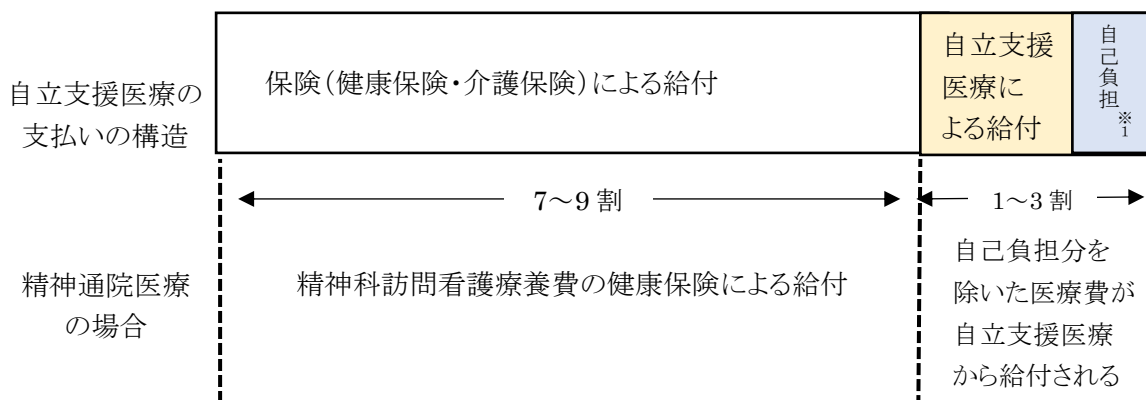 自立支援医療の
支払いの構造
保険（健康保険・介護保険）による給付
自立支援
医療に
よる給付
自己負担※1
7～9 割
1～3 割
精神通院医療
の場合
精神科訪問看護療養費の健康保険による給付
自己負担分を
除いた医療費が
自立支援医療
から給付される